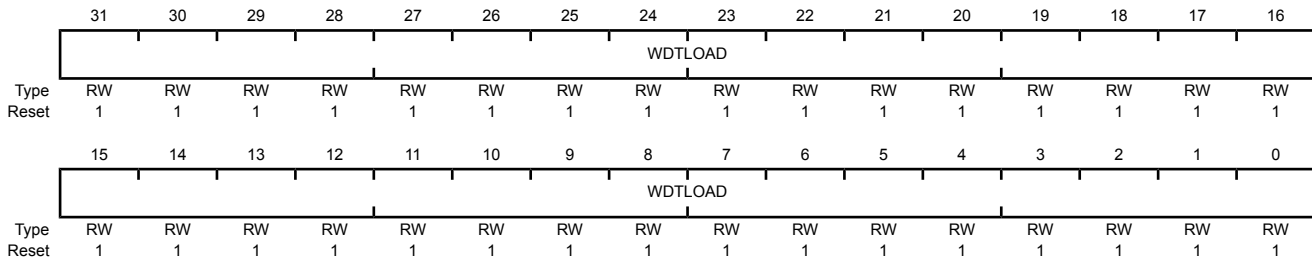 31 30 29 28 27 26 25 24 23 22 21 20 19 18 17 16
WDTLOAD
Type RW RW RW RW RW RW RW RW RW RW RW RW RW RW RW RW
Reset 1 1 1 1 1 1 1 1 1 1 1 1 1 1 1 1
15 14 13 12 11 10 9 8 7 6 5 4 3 2 1 0
WDTLOAD
Type RW RW RW RW RW RW RW RW RW RW RW RW RW RW RW RW
Reset 1 1 1 1 1 1 1 1 1 1 1 1 1 1 1 1